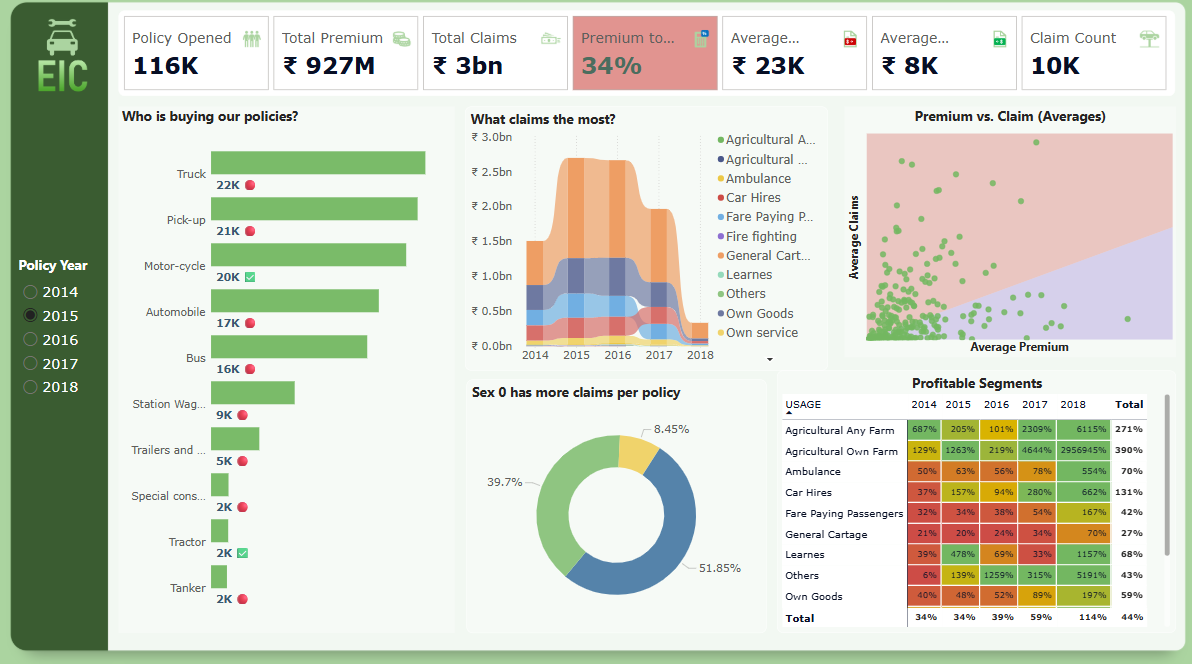 EIC
Policy Year
2014
2015
2016
2017
2018
Policy Opened
116K
Total Premium
₹ 927M
Total Claims
₹ 3bn
Premium to...
34%
Average...
₹ 23K
Average...
₹ 8K
Claim Count
10K
Who is buying our policies?
Truck
22K
Pick-up
21K
Motor-cycle
20K
Automobile
17K
Bus
16K
Station Wag...
9K
Trailers and ...
5K
Special cons...
2K
Tractor
2K
Tanker
2K
What claims the most?
₹ 3.0bn
₹ 2.5bn
₹ 2.0bn
₹ 1.5bn
₹ 1.0bn
₹ 0.5bn
₹ 0.0bn
2014 2015 2016 2017 2018
Agricultural A...
Agricultural ...
Ambulance
Car Hires
Fare Paying P...
Fire fighting
General Cart...
Learnes
Others
Own Goods
Own service
Premium vs. Claim (Averages)
Average Claims
Average Premium
Sex 0 has more claims per policy
8.45%
39.7%
51.85%
Profitable Segments
USAGE 2014 2015 2016 2017 2018 Total
Agricultural Any Farm 687% 205% 101% 2309% 6115% 271%
Agricultural Own Farm 129% 1263% 219% 4644% 2956945% 390%
Ambulance 50% 63% 56% 78% 554% 70%
Car Hires 37% 157% 94% 280% 662% 131%
Fare Paying Passengers 32% 34% 38% 54% 167% 42%
General Cartage 21% 20% 24% 34% 70% 27%
Learnes 39% 478% 69% 33% 1157% 68%
Others 6% 139% 1259% 315% 5191% 43%
Own Goods 40% 48% 52% 89% 197% 59%
Total 34% 34% 39% 59% 114% 44%